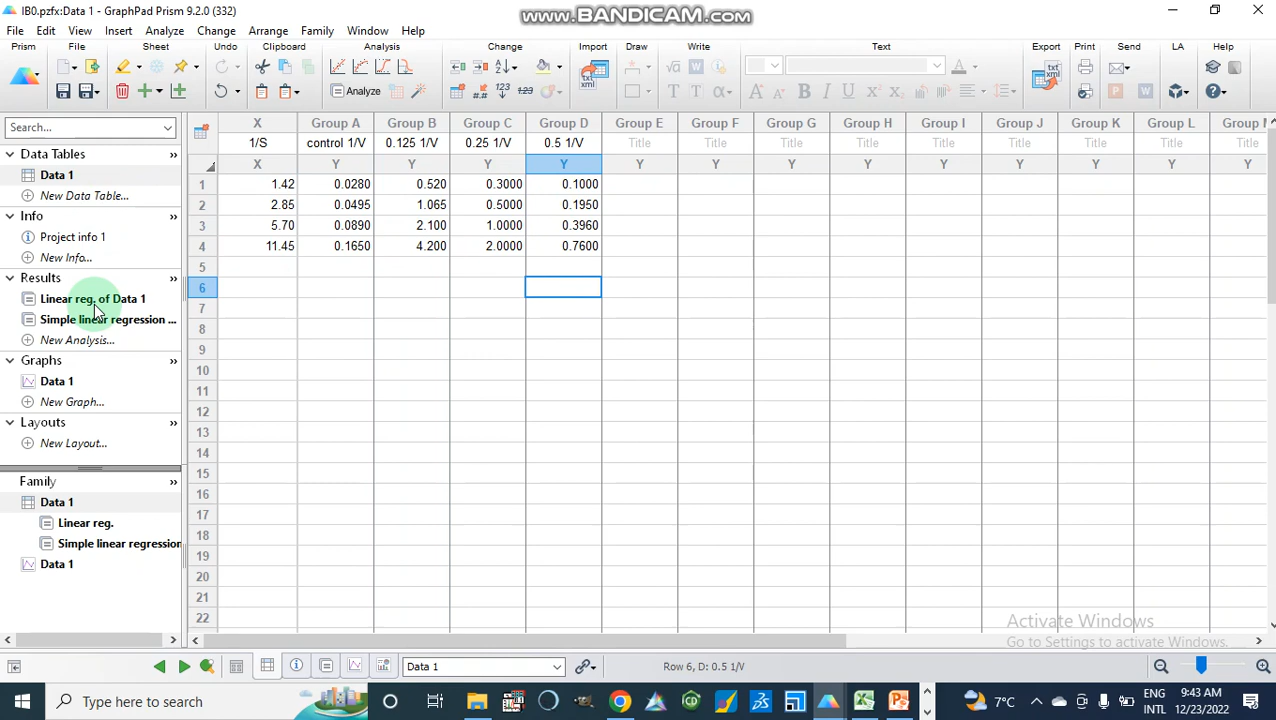 IB0.pzfx:Data 1 - GraphPad Prism 9.2.0 (332)
www.BANDICAM.com
File Edit View Insert Analyze Change Arrange Family Window Help
Prism File Sheet Undo Clipboard Analysis Change Import Draw Write Text Export Print Send LA Help
Analyze
Search...
Data Tables
Data 1
New Data Table...
Info
Project info 1
New Info...
Results
Linear reg. of Data 1
Simple linear regression ...
New Analysis...
Graphs
Data 1
New Graph...
Layouts
New Layout...
Family
Data 1
Linear reg.
Simple linear regression
Data 1
X Group A Group B Group C Group D Group E Group F Group G Group H Group I Group J Group K Group L Group
1/S control 1/V 0.125 1/V 0.25 1/V 0.5 1/V Title Title Title Title Title Title Title Title
X Y Y Y Y Y Y Y Y Y Y Y Y
1 1.42 0.0280 0.520 0.3000 0.1000
2 2.85 0.0495 1.065 0.5000 0.1950
3 5.70 0.0890 2.100 1.0000 0.3960
4 11.45 0.1650 4.200 2.0000 0.7600
5
6
7
8
9
10
11
12
13
14
15
16
17
18
19
20
21
22
Activate Windows
Go to Settings to activate Windows.
Data 1
Row 6, D: 0.5 1/V
Type here to search
7°C
ENG
INTL
9:43 AM
12/23/2022